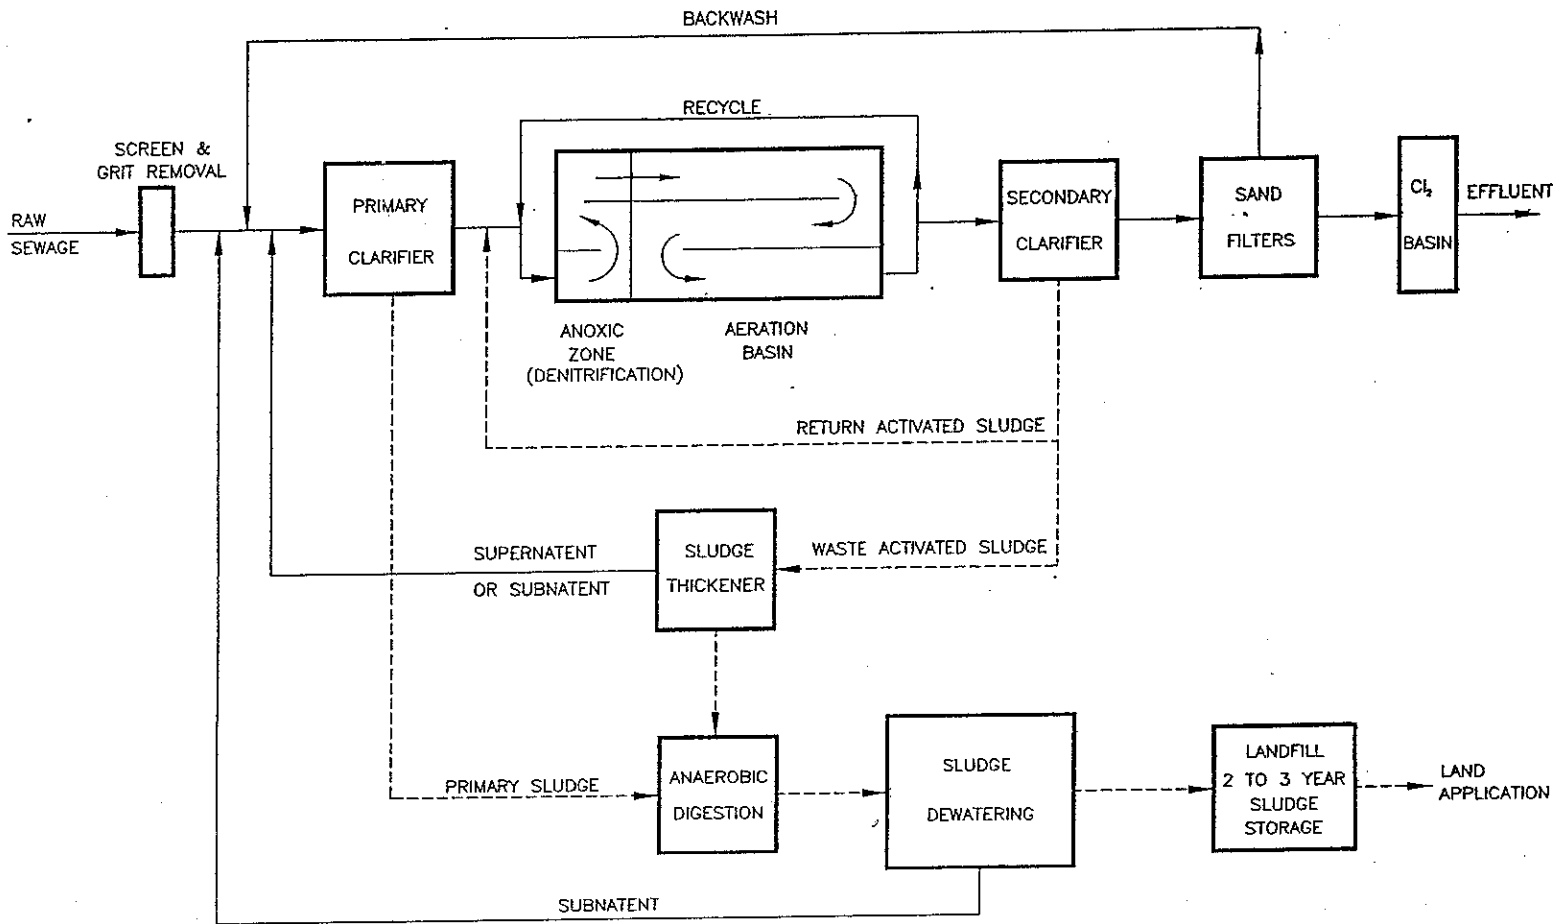 BACKWASH
RECYCLE
SCREEN &
GRIT REMOVAL
RAW
SEWAGE
PRIMARY
CLARIFIER
SECONDARY
CLARIFIER
SAND
FILTERS
Cl₂
BASIN
EFFLUENT
ANOXIC
ZONE
(DENITRIFICATION)
AERATION
BASIN
RETURN ACTIVATED SLUDGE
SUPERNATENT
OR SUBNATENT
SLUDGE
THICKENER
WASTE ACTIVATED SLUDGE
PRIMARY SLUDGE
ANAEROBIC
DIGESTION
SLUDGE
DEWATERING
LANDFILL
2 TO 3 YEAR
SLUDGE
STORAGE
LAND
APPLICATION
SUBNATENT